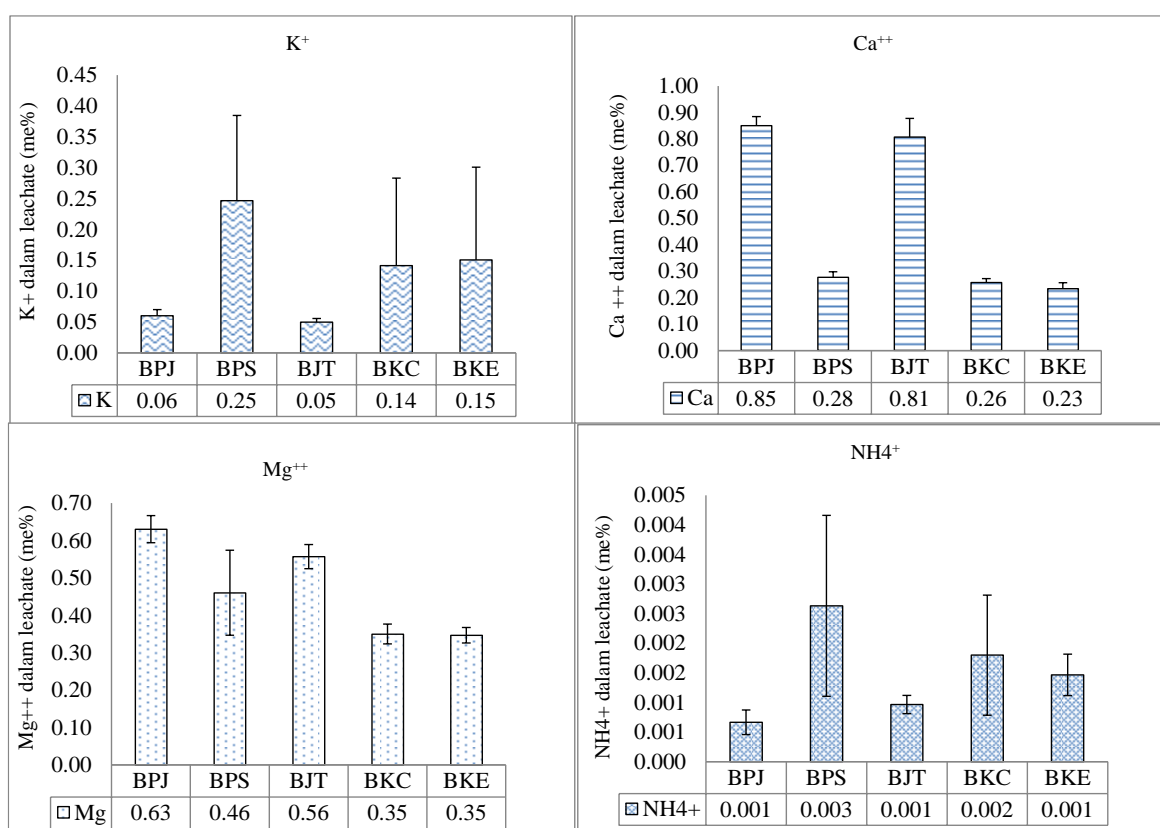 K⁺
K+ dalam leachate (me%)
0.45
0.40
0.35
0.30
0.25
0.20
0.15
0.10
0.05
0.00
BPJ BPS BJT BKC BKE
K 0.06 0.25 0.05 0.14 0.15
Ca⁺⁺
Ca ++ dalam leachate (me%)
1.00
0.90
0.80
0.70
0.60
0.50
0.40
0.30
0.20
0.10
0.00
BPJ BPS BJT BKC BKE
Ca 0.85 0.28 0.81 0.26 0.23
Mg⁺⁺
Mg++ dalam leachate (me%)
0.70
0.60
0.50
0.40
0.30
0.20
0.10
0.00
BPJ BPS BJT BKC BKE
Mg 0.63 0.46 0.56 0.35 0.35
NH4⁺
NH4+ dalam leachate (me%)
0.005
0.004
0.004
0.003
0.003
0.002
0.002
0.001
0.001
0.000
BPJ BPS BJT BKC BKE
NH4+ 0.001 0.003 0.001 0.002 0.001